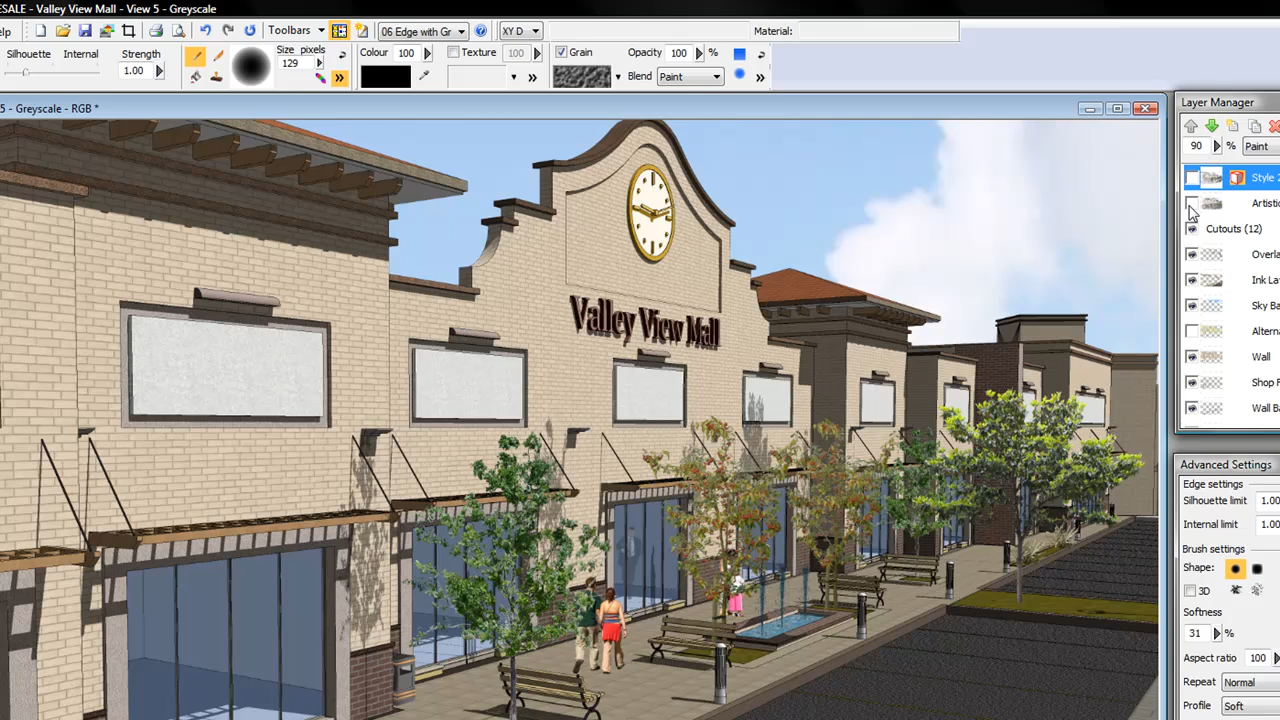 ESALE - Valley View Mall - View 5 - Greyscale
elp
Toolbars
06 Edge with Gr
XY D
Material:
Silhouette Internal Strength
1.00
Size pixels
129
Colour 100
Texture 100
Grain
Opacity 100 %
Blend Paint
5 - Greyscale - RGB *
Valley View Mall
Layer Manager
90 % Paint
Style 2
Artistic
Cutouts (12)
Overla
Ink La
Sky Ba
Alterna
Wall
Shop F
Wall Ba
Advanced Settings
Edge settings
Silhouette limit 1.00
Internal limit 1.00
Brush settings
Shape:
3D
Softness
31 %
Aspect ratio 100
Repeat Normal
Profile Soft